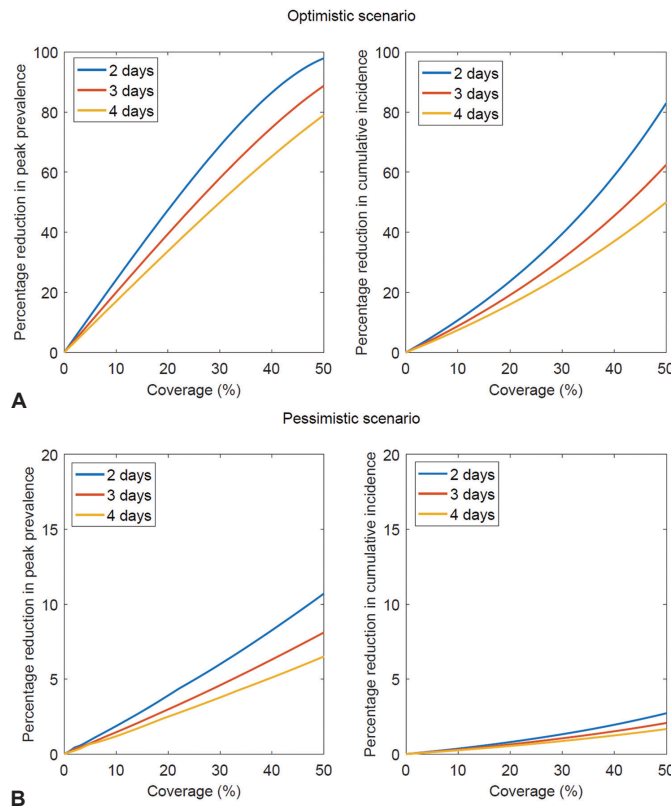 Optimistic scenario
Percentage reduction in peak prevalence
100
80
60
40
20
0
2 days
3 days
4 days
0 10 20 30 40 50
Coverage (%)
Percentage reduction in cumulative incidence
100
80
60
40
20
0
2 days
3 days
4 days
0 10 20 30 40 50
Coverage (%)
A
Pessimistic scenario
Percentage reduction in peak prevalence
20
15
10
5
0
2 days
3 days
4 days
0 10 20 30 40 50
Coverage (%)
Percentage reduction in cumulative incidence
20
15
10
5
0
2 days
3 days
4 days
0 10 20 30 40 50
Coverage (%)
B